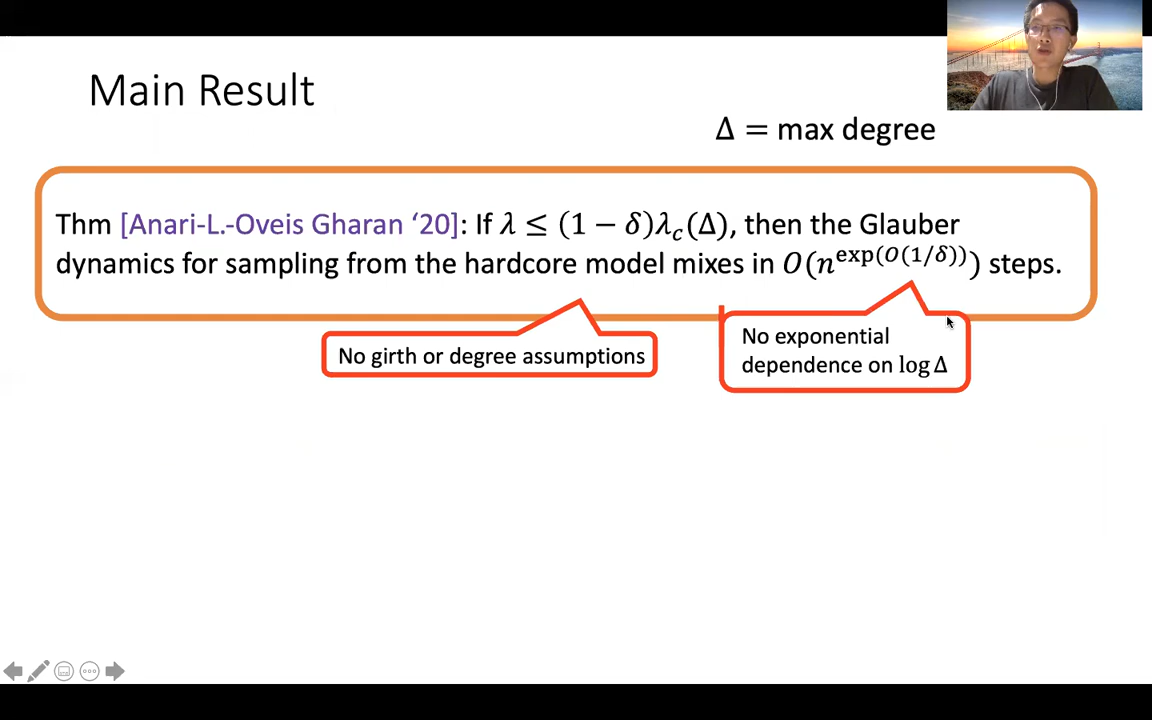 Main Result
Δ = max degree
Thm [Anari-L.-Oveis Gharan ‘20]: If λ ≤ (1 − δ)λ_c(Δ), then the Glauber
dynamics for sampling from the hardcore model mixes in O(n^{exp(O(1/δ))}) steps.
No girth or degree assumptions
No exponential
dependence on log Δ